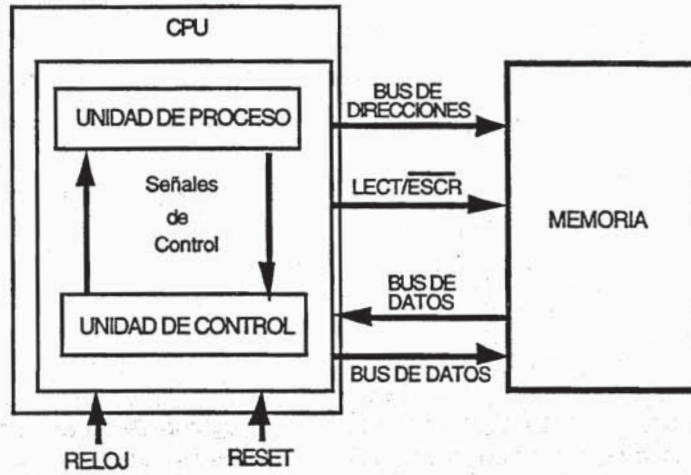 CPU
UNIDAD DE PROCESO
Señales
de
Control
UNIDAD DE CONTROL
RELOJ
RESET
BUS DE
DIRECCIONES
LECT/ESCR
BUS DE
DATOS
BUS DE DATOS
MEMORIA